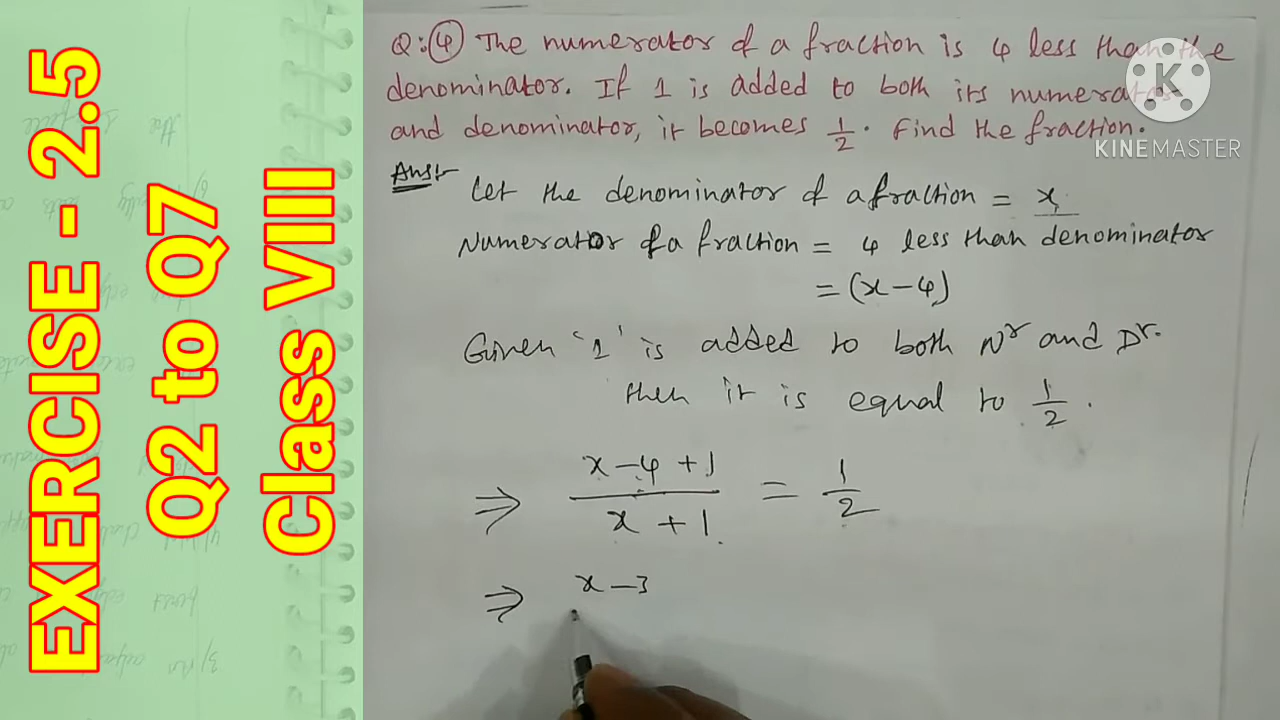 EXERCISE - 2.5
Q2 to Q7
Class VIII
Q:④ The numerator of a fraction is 4 less than the
denominator. If 1 is added to both its numerator
and denominator, it becomes 1/2. Find the fraction.
KINEMASTER
Ans:-
Let the denominator of a fraction = x
Numerator of a fraction = 4 less than denominator
= (x-4)
Given '1' is added to both Nr and Dr.
then it is equal to 1/2.
⇒ x-4+1 / x+1 = 1/2
⇒ x-3